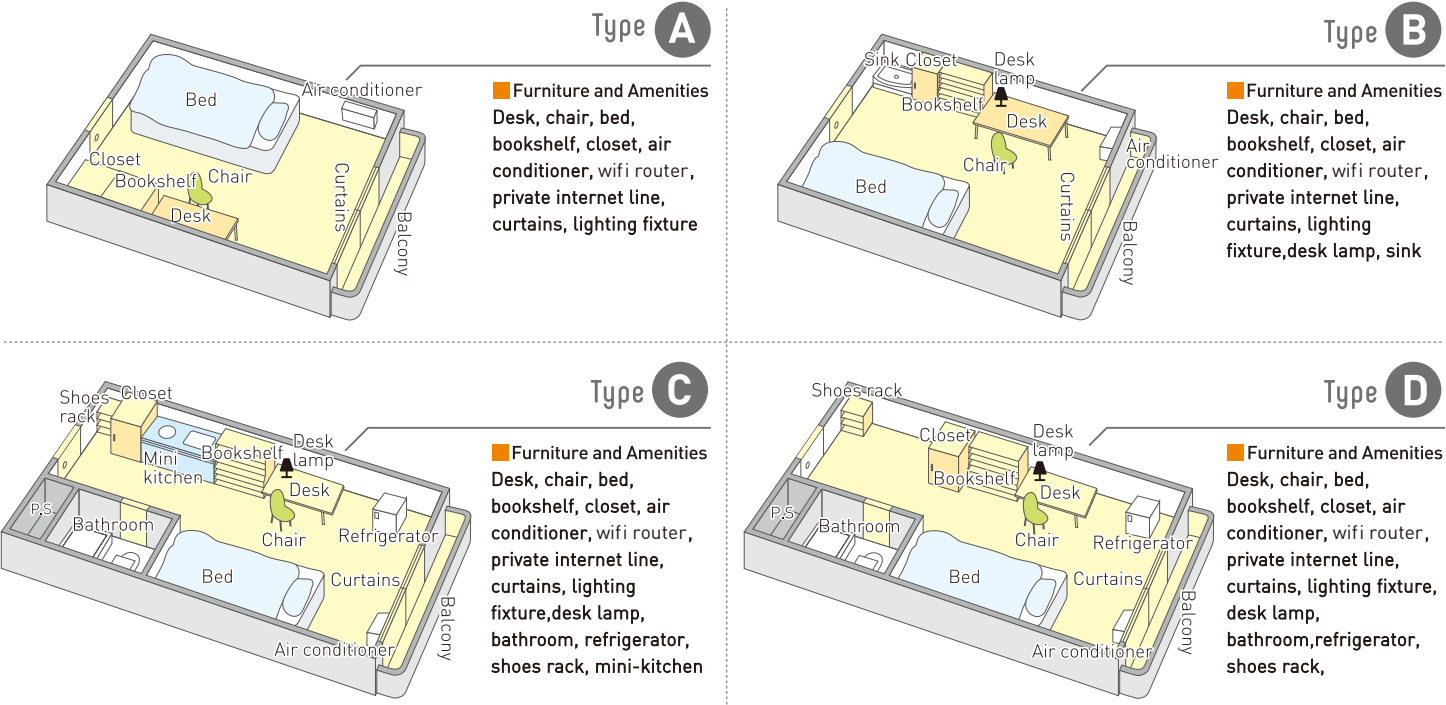 Type A
Furniture and Amenities
Desk, chair, bed,
bookshelf, closet, air
conditioner, wifi router,
private internet line,
curtains, lighting fixture
Bed
Air conditioner
Closet
Bookshelf
Chair
Desk
Curtains
Balcony
Type B
Furniture and Amenities
Desk, chair, bed,
bookshelf, closet, air
conditioner, wifi router,
private internet line,
curtains, lighting
fixture,desk lamp, sink
Sink
Closet
Desk
lamp
Bookshelf
Desk
Chair
Air
conditioner
Bed
Curtains
Balcony
Type C
Furniture and Amenities
Desk, chair, bed,
bookshelf, closet, air
conditioner, wifi router,
private internet line,
curtains, lighting
fixture,desk lamp,
bathroom, refrigerator,
shoes rack, mini-kitchen
Shoes
rack
Closet
Mini
kitchen
Bookshelf
Desk
lamp
Desk
P.S.
Bathroom
Chair
Refrigerator
Bed
Curtains
Air conditioner
Balcony
Type D
Furniture and Amenities
Desk, chair, bed,
bookshelf, closet, air
conditioner, wifi router,
private internet line,
curtains, lighting fixture,
desk lamp,
bathroom,refrigerator,
shoes rack,
Shoes rack
Closet
Desk
lamp
Bookshelf
Desk
P.S
Bathroom
Chair
Refrigerator
Bed
Curtains
Air conditioner
Balcony